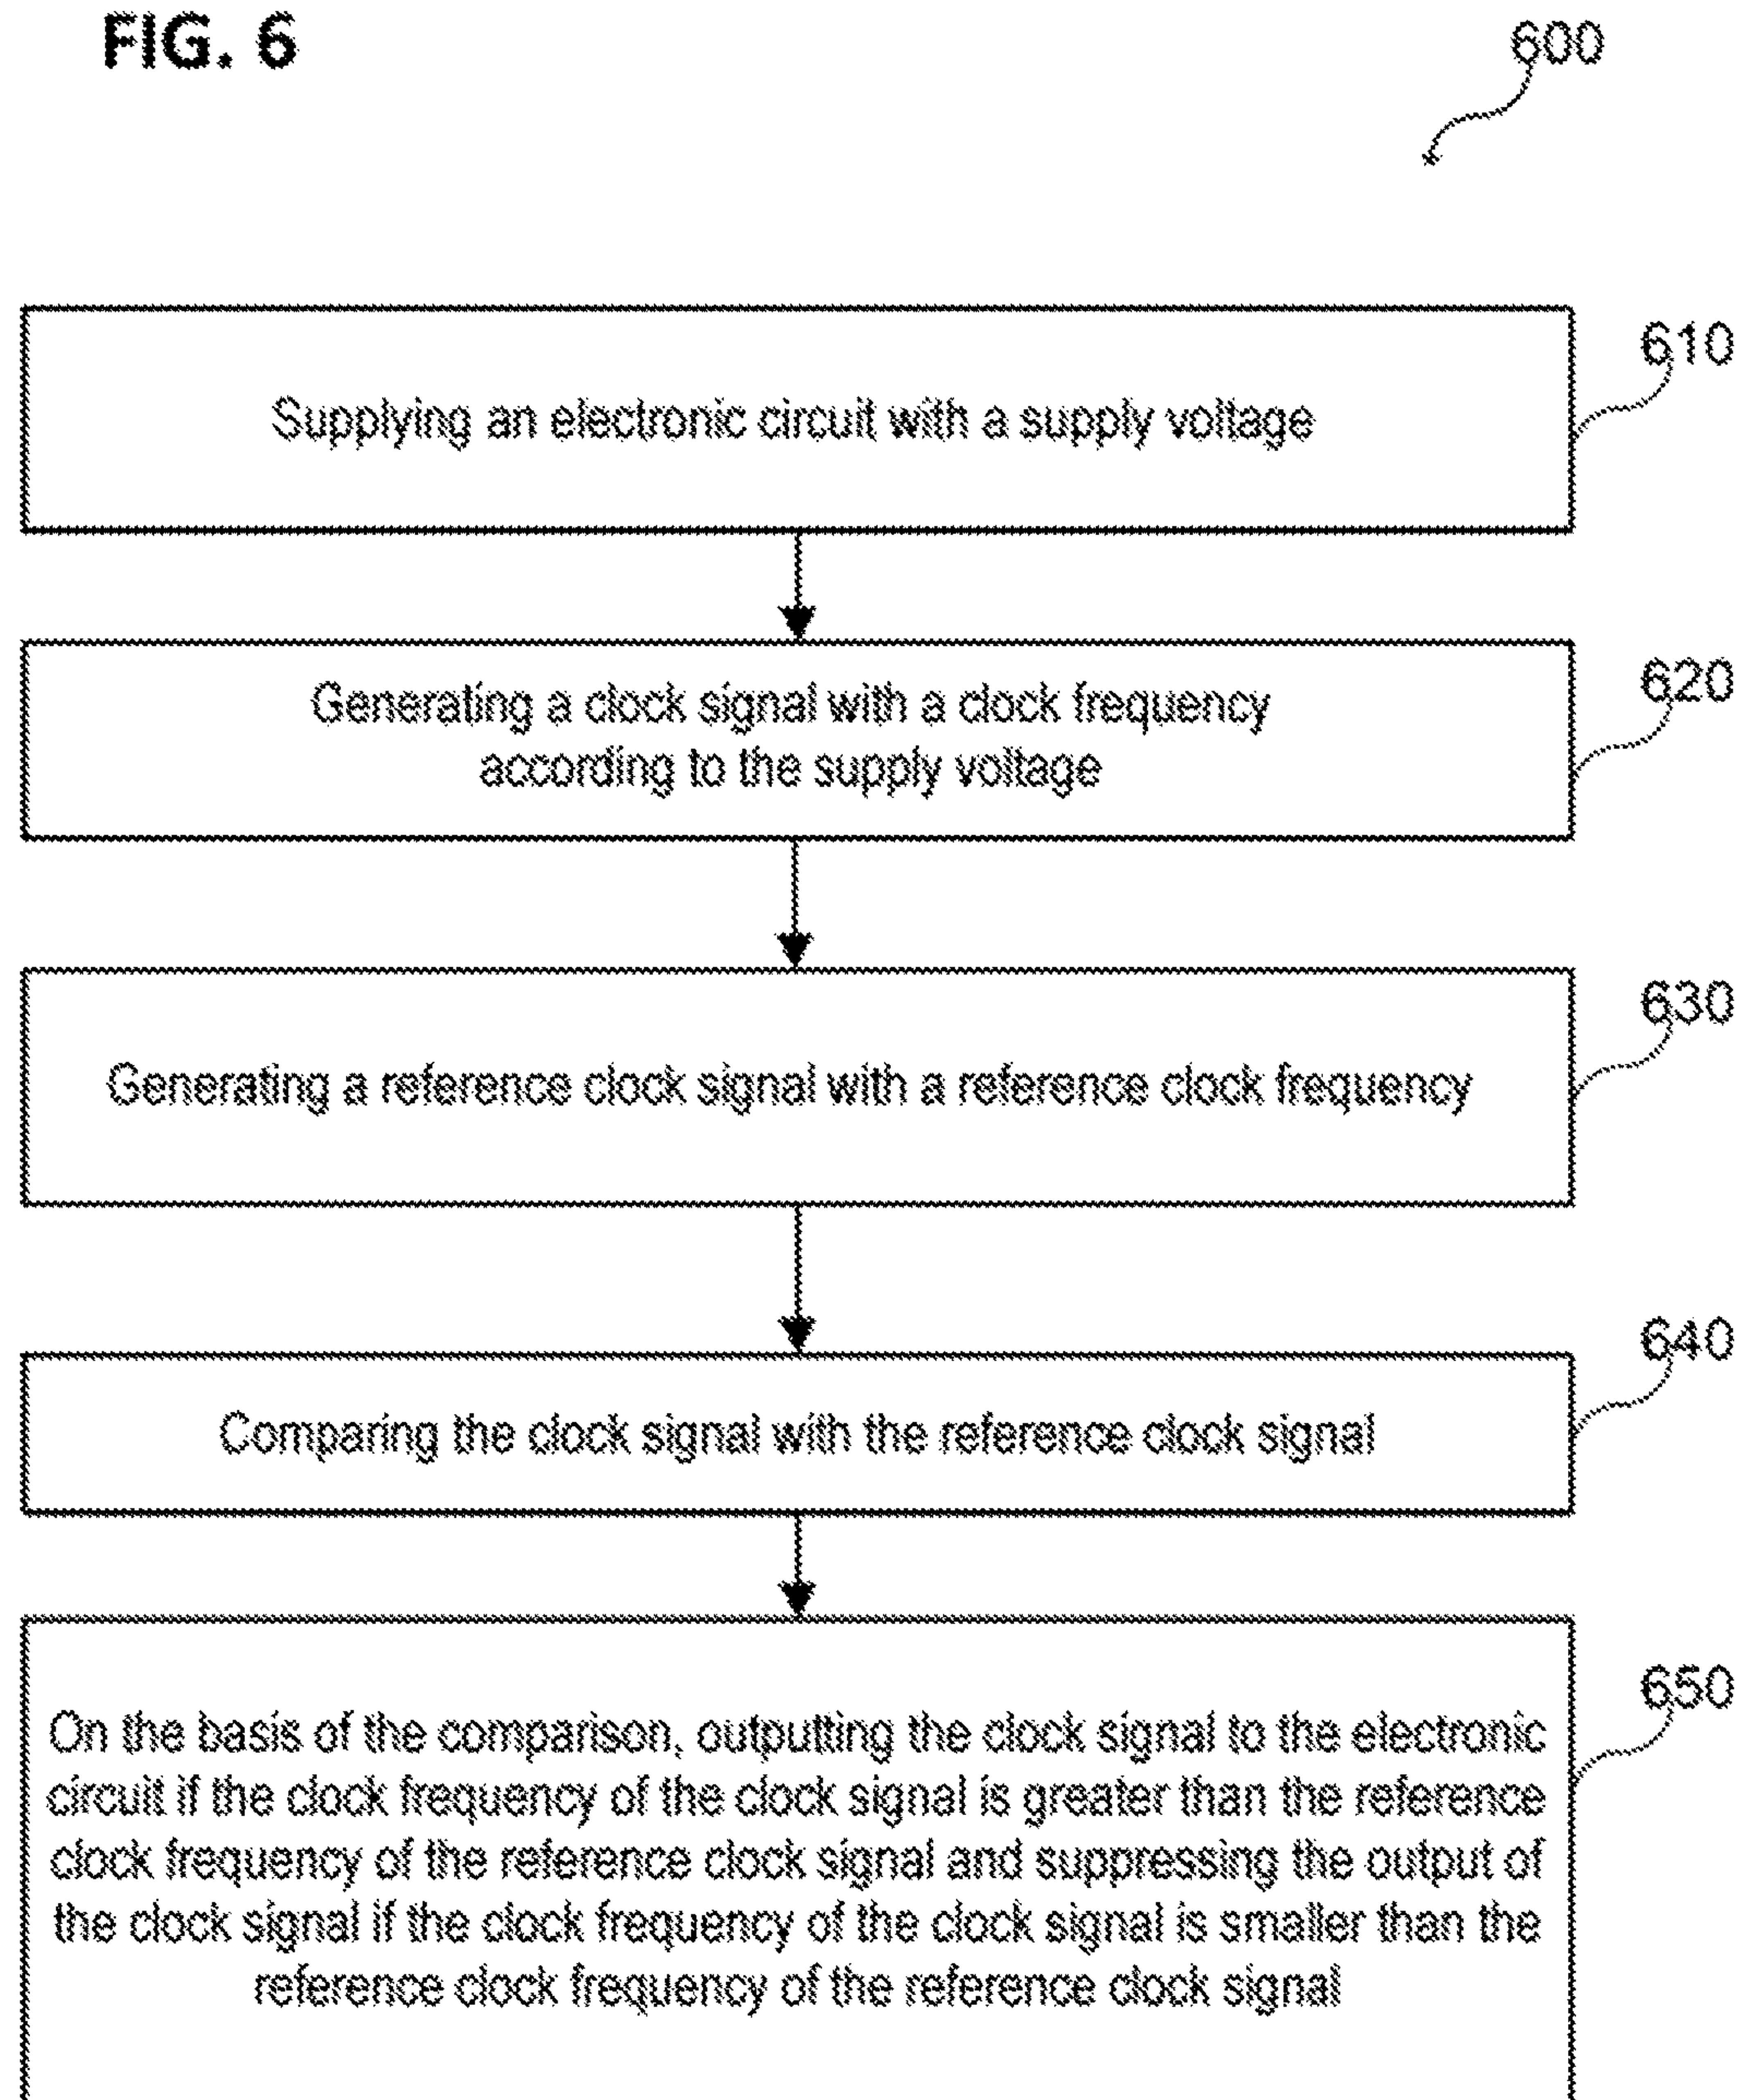 FIG. 6
600
610
Supplying an electronic circuit with a supply voltage
620
Generating a clock signal with a clock frequency
according to the supply voltage
630
Generating a reference clock signal with a reference clock frequency
640
Comparing the clock signal with the reference clock signal
650
On the basis of the comparison, outputting the clock signal to the electronic
circuit if the clock frequency of the clock signal is greater than the reference
clock frequency of the reference clock signal and suppressing the output of
the clock signal if the clock frequency of the clock signal is smaller than the
reference clock frequency of the reference clock signal